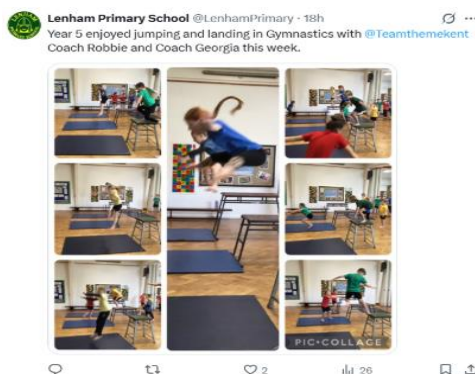 Lenham Primary School @LenhamPrimary · 18h
Year 5 enjoyed jumping and landing in Gymnastics with @Teamthemekent
Coach Robbie and Coach Georgia this week.
PIC•COLLAGE
2
26